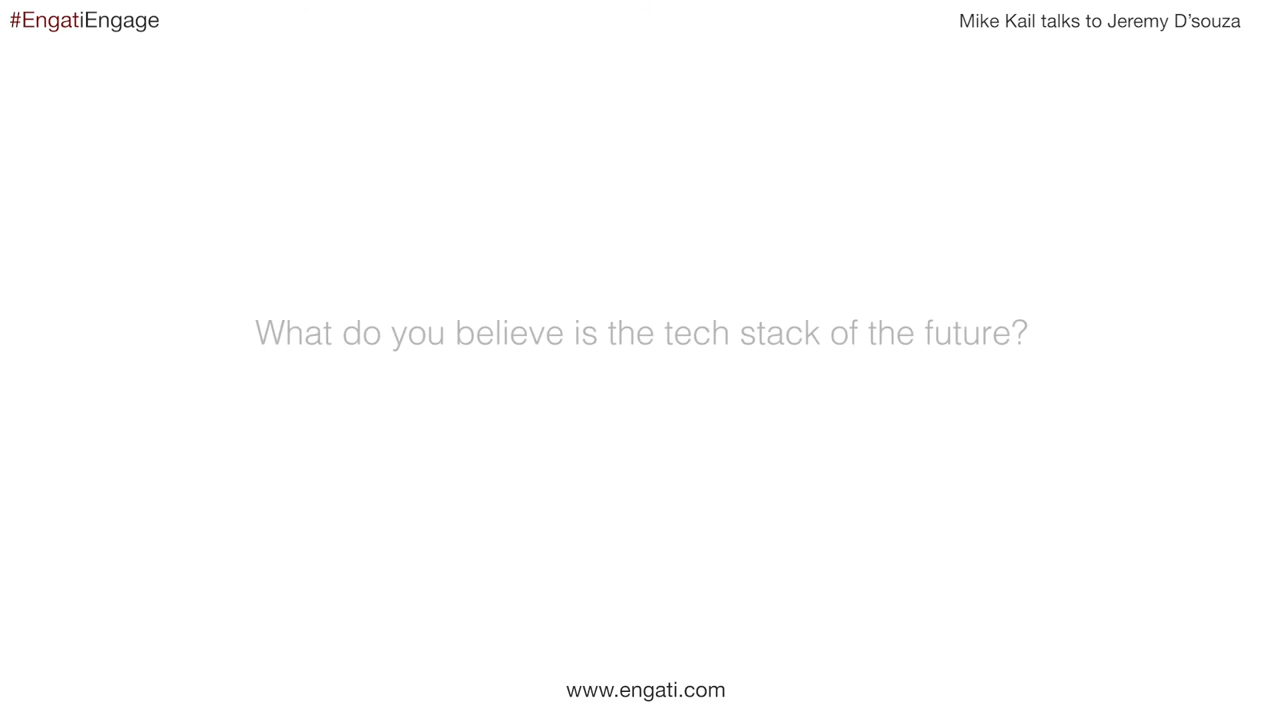 #EngatiEngage
Mike Kail talks to Jeremy D’souza
What do you believe is the tech stack of the future?
www.engati.com